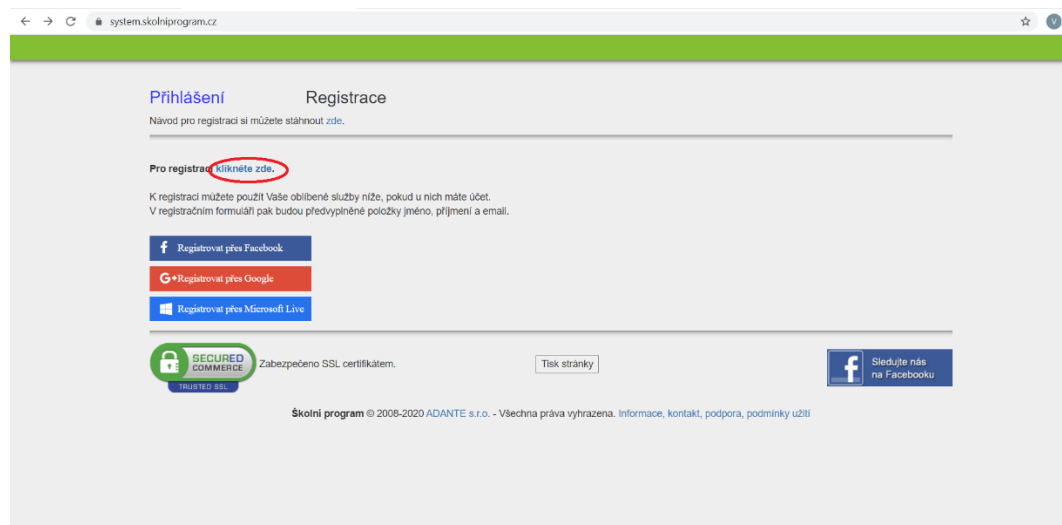 system.skolniprogram.cz
V
Přihlášení Registrace
Návod pro registraci si můžete stáhnout zde.
Pro registraci klikněte zde.
K registraci můžete použít Vaše oblíbené služby níže, pokud u nich máte účet.
V registračním formuláři pak budou předvyplněné položky jméno, příjmení a email.
f Registrovat přes Facebook
G+Registrovat přes Google
Registrovat přes Microsoft Live
SECURED
COMMERCE
TRUSTED SSL
Zabezpečeno SSL certifikátem.
Tisk stránky
f Sledujte nás
na Facebooku
Školní program © 2008-2020 ADANTE s.r.o. - Všechna práva vyhrazena. Informace, kontakt, podpora, podmínky užití